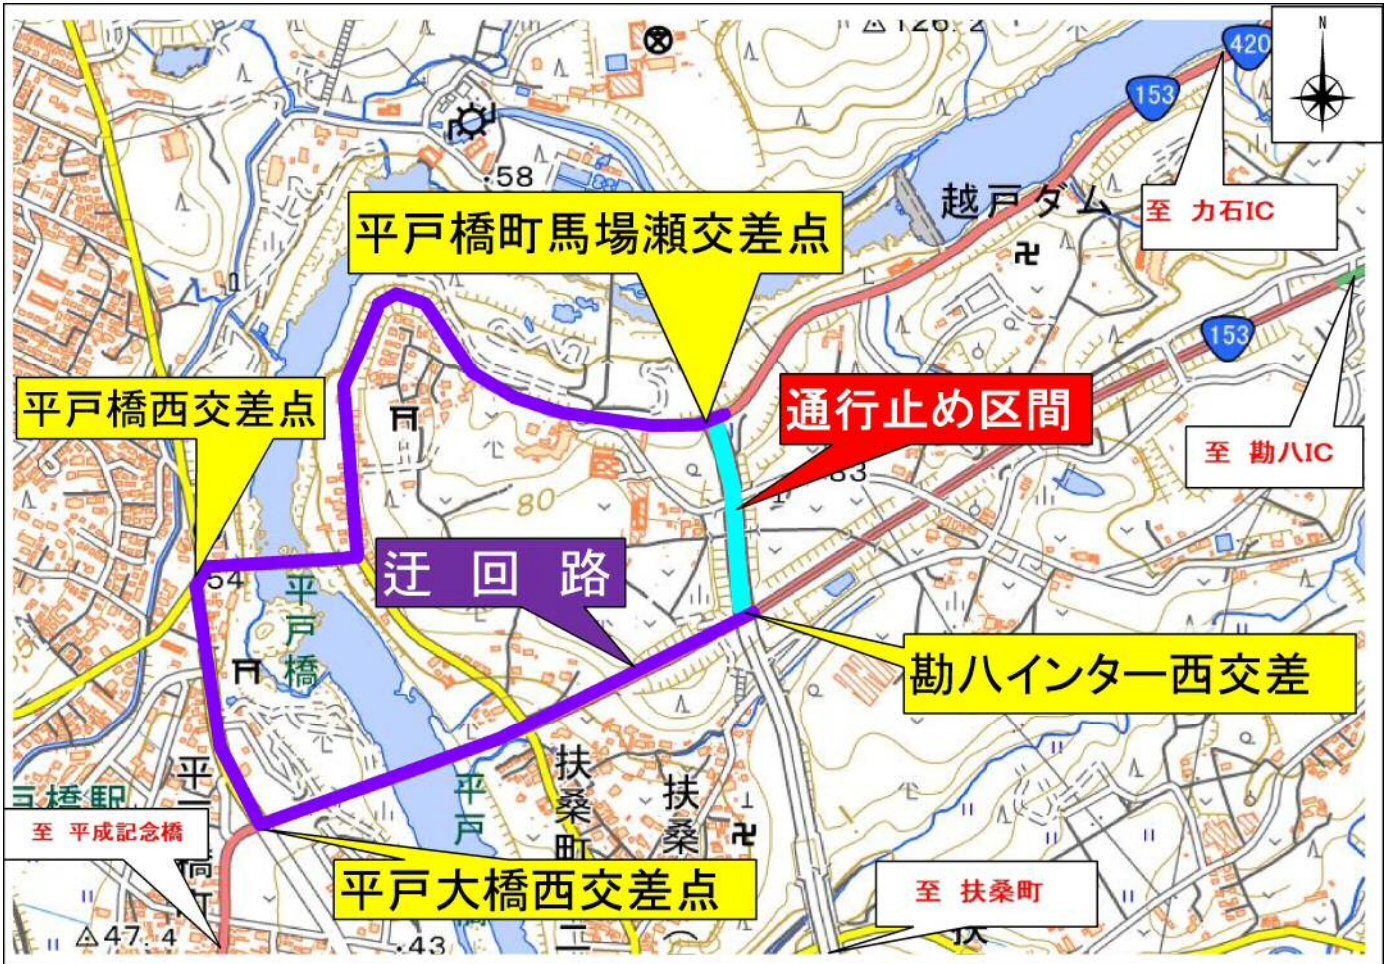 126.2
N
420
153
越戸ダム
至 力石IC
58
平戸橋町馬場瀬交差点
153
平戸橋西交差点
通行止め区間
至 勘八IC
83
80
迂 回 路
54
平戸橋
勘八インター西交差
扶桑町
扶桑
平戸
至 平成記念橋
平戸大橋西交差点
至 扶桑町
47.4
43